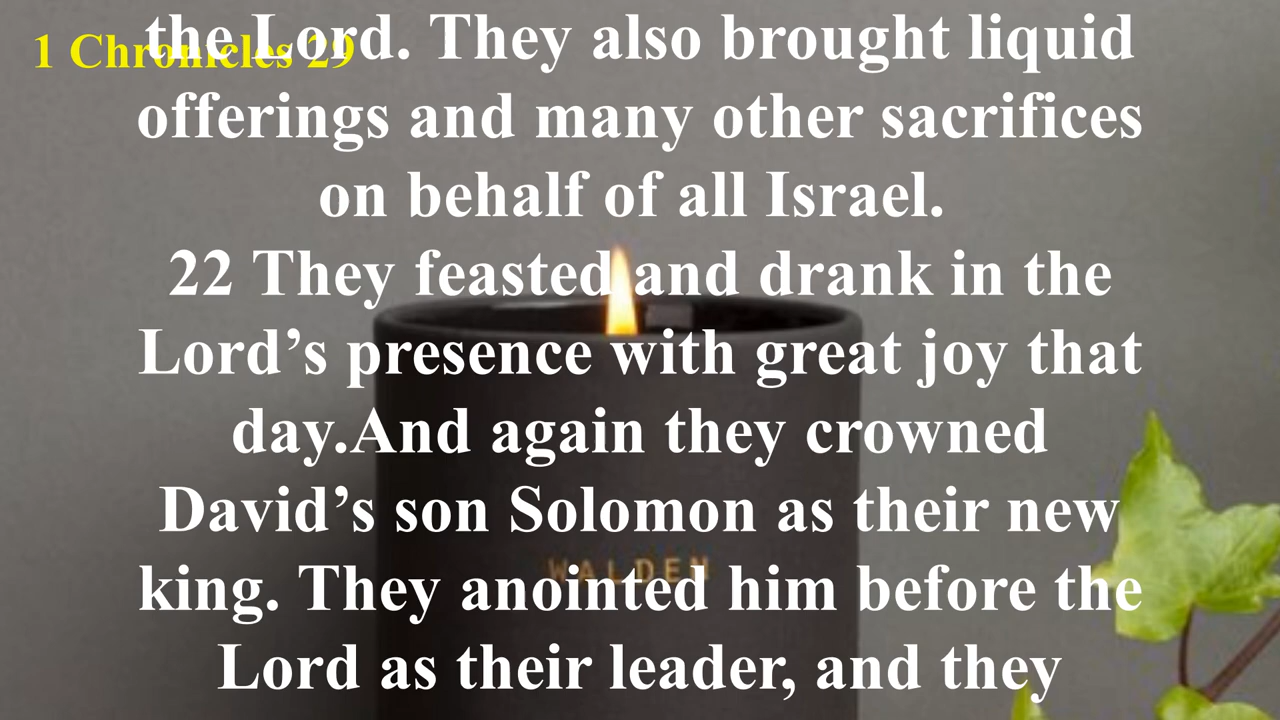 1 Chronicles 29
the Lord. They also brought liquid
offerings and many other sacrifices
on behalf of all Israel.
22 They feasted and drank in the
Lord’s presence with great joy that
day.And again they crowned
David’s son Solomon as their new
WALDEN
king. They anointed him before the
Lord as their leader, and they